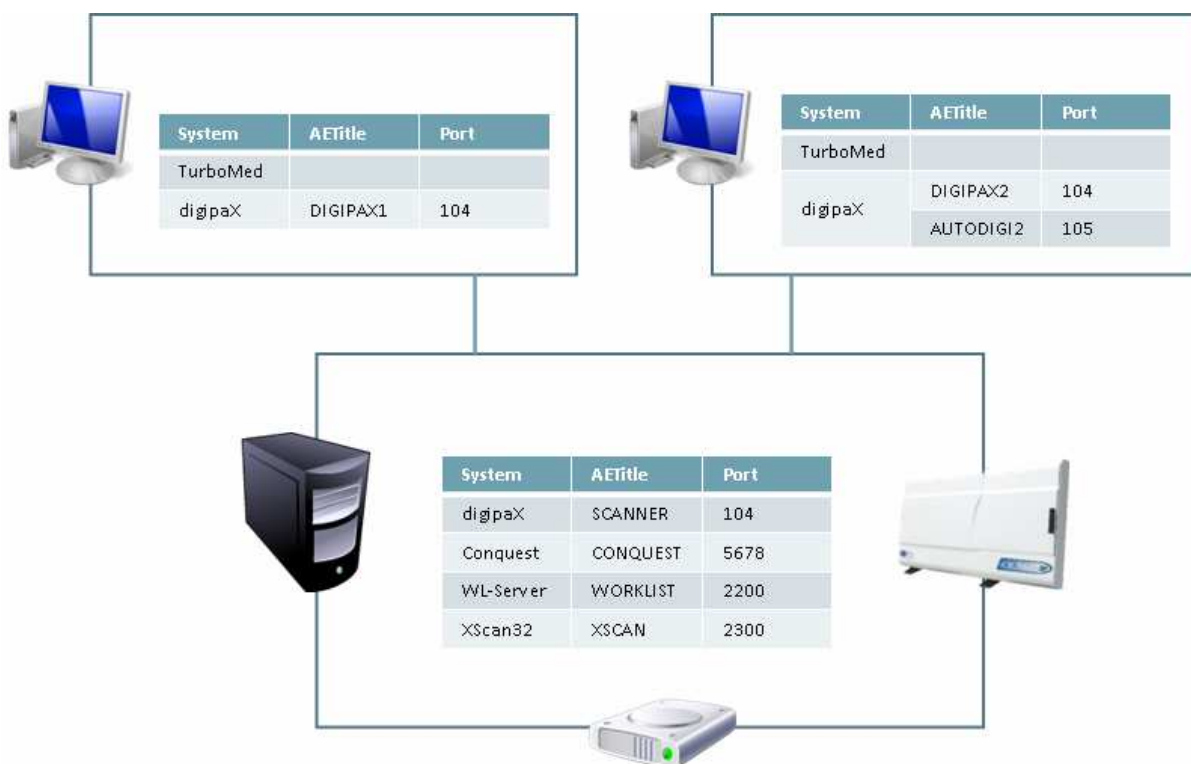 System AETitle Port
TurboMed
digipaX DIGIPAX1 104
System AETitle Port
TurboMed
digipaX
DIGIPAX2 104
AUTODIGI2 105
System AETitle Port
digipaX SCANNER 104
Conquest CONQUEST 5678
WL-Server WORKLIST 2200
XScan32 XSCAN 2300